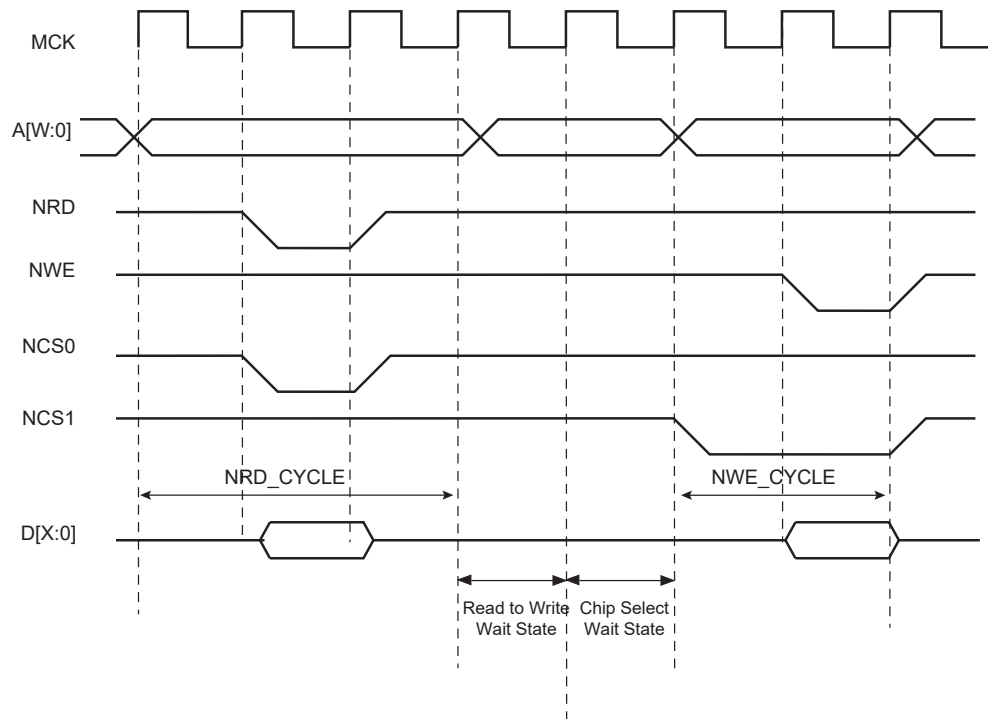 MCK
A[W:0]
NRD
NWE
NCS0
NCS1
NRD_CYCLE
NWE_CYCLE
D[X:0]
Read to Write
Wait State
Chip Select
Wait State